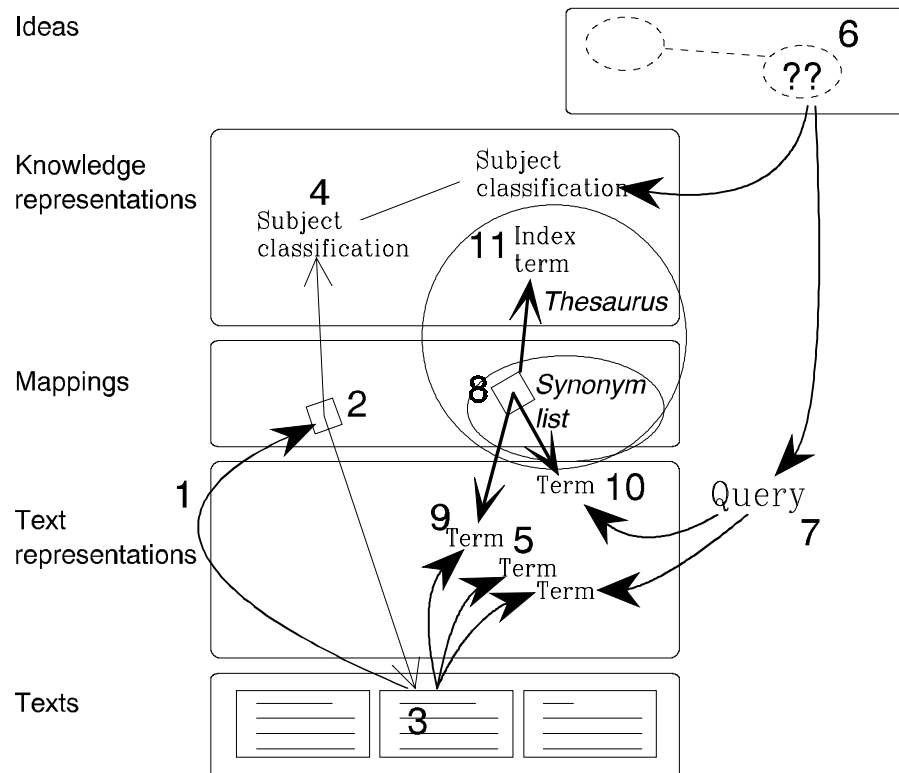 Ideas
6
??
Knowledge
representations
Subject
classification
4
Subject
classification
11 Index
term
Thesaurus
Mappings
2
8
Synonym
list
1
Text
representations
Term 10
Query
7
9
Term
5
Term
Term
Texts
3